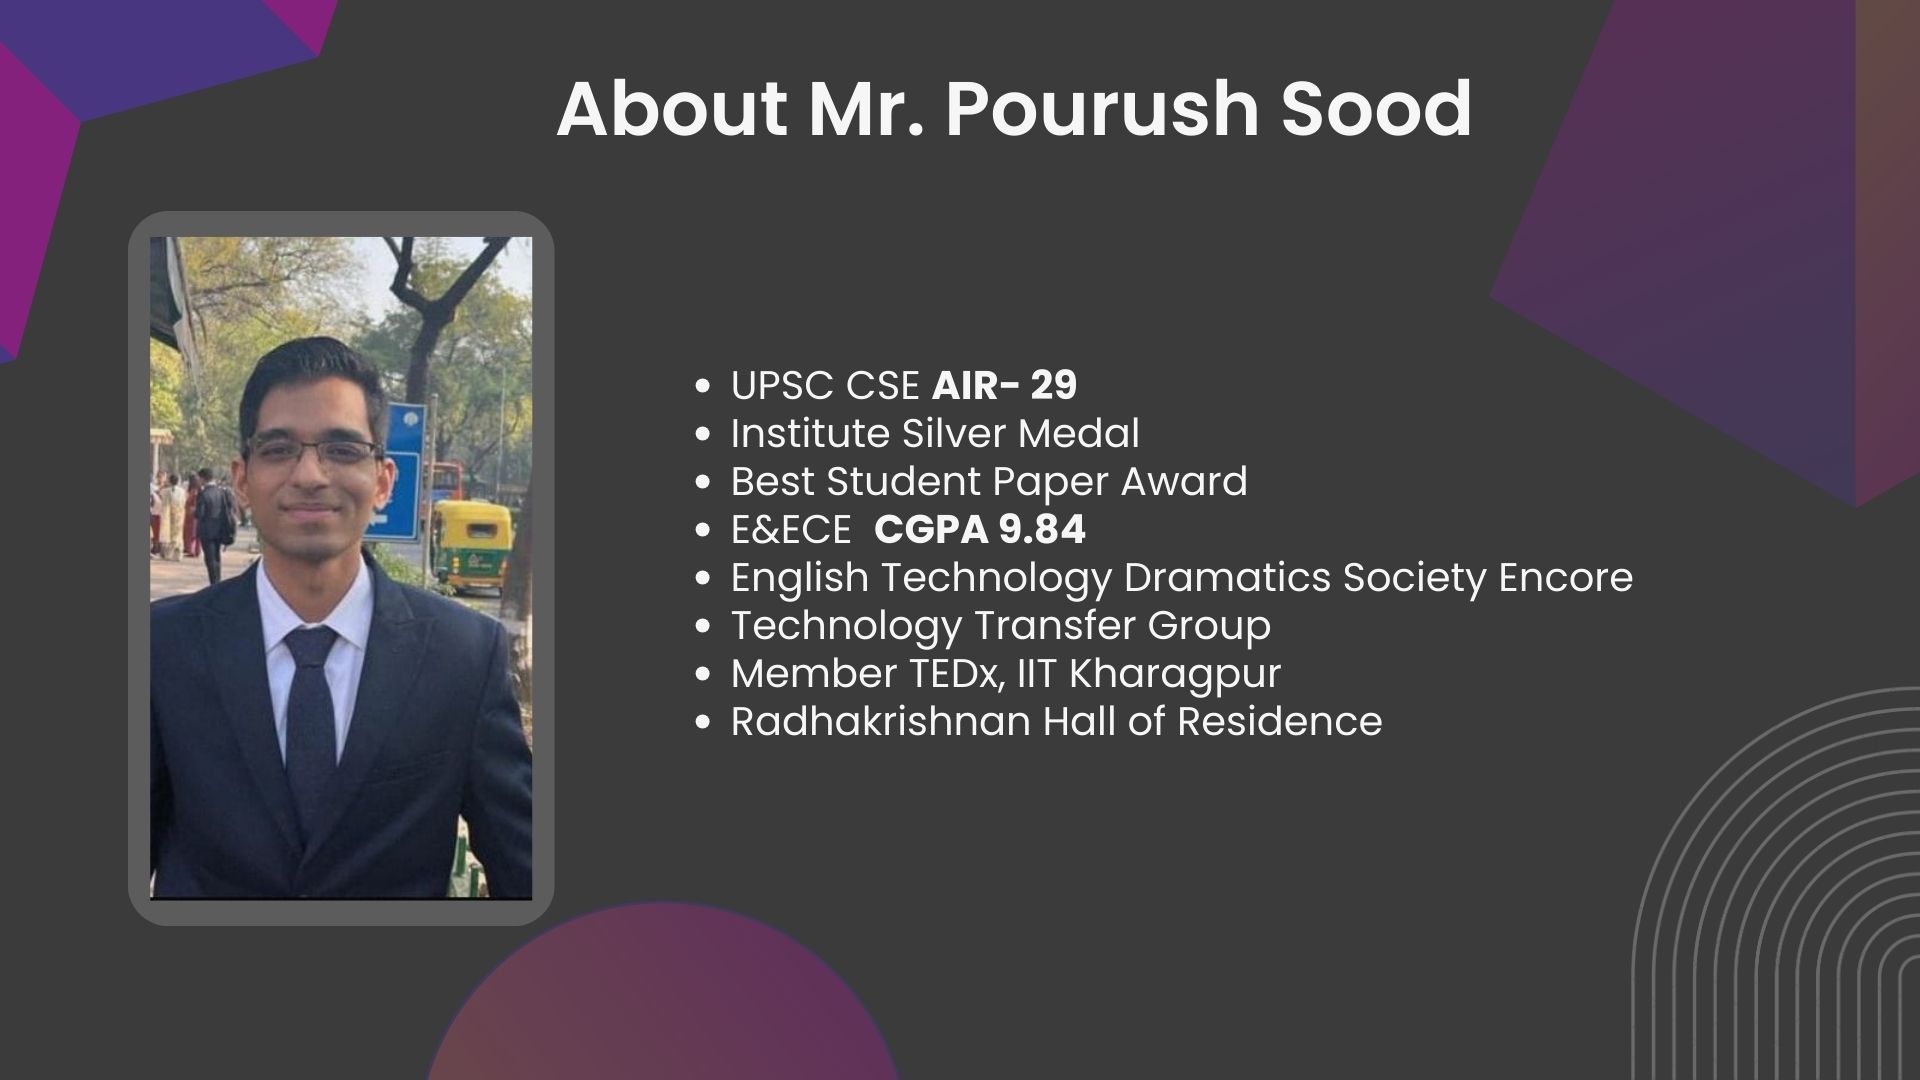 About Mr. Pourush Sood
UPSC CSE AIR- 29
Institute Silver Medal
Best Student Paper Award
E&ECE  CGPA 9.84
English Technology Dramatics Society Encore
Technology Transfer Group
Member TEDx, IIT Kharagpur
Radhakrishnan Hall of Residence